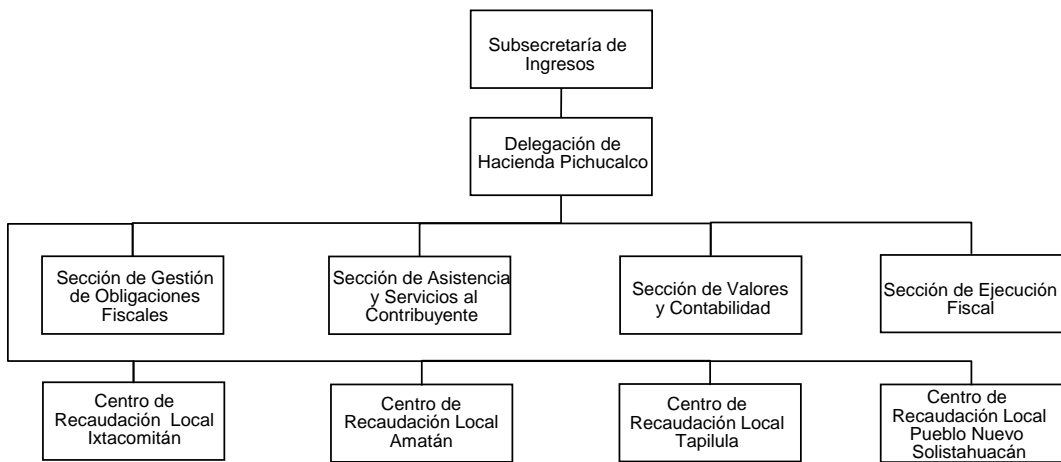 Subsecretaría de
Ingresos
Delegación de
Hacienda Pichucalco
Sección de Gestión
de Obligaciones
Fiscales
Sección de Asistencia
y Servicios al
Contribuyente
Sección de Valores
y Contabilidad
Sección de Ejecución
Fiscal
Centro de
Recaudación Local
Ixtacomitán
Centro de
Recaudación Local
Amatán
Centro de
Recaudación Local
Tapilula
Centro de
Recaudación Local
Pueblo Nuevo
Solistahuacán